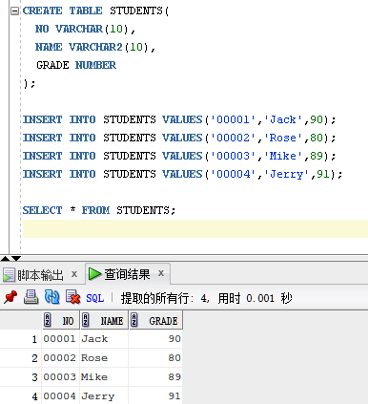 CREATE TABLE STUDENTS(
NO VARCHAR(10),
NAME VARCHAR2(10),
GRADE NUMBER
);
INSERT INTO STUDENTS VALUES('00001','Jack',90);
INSERT INTO STUDENTS VALUES('00002','Rose',80);
INSERT INTO STUDENTS VALUES('00003','Mike',89);
INSERT INTO STUDENTS VALUES('00004','Jerry',91);
SELECT * FROM STUDENTS;
脚本输出 x 查询结果 x
SQL | 提取的所有行: 4, 用时 0.001 秒
NO NAME GRADE
1 00001 Jack 90
2 00002 Rose 80
3 00003 Mike 89
4 00004 Jerry 91